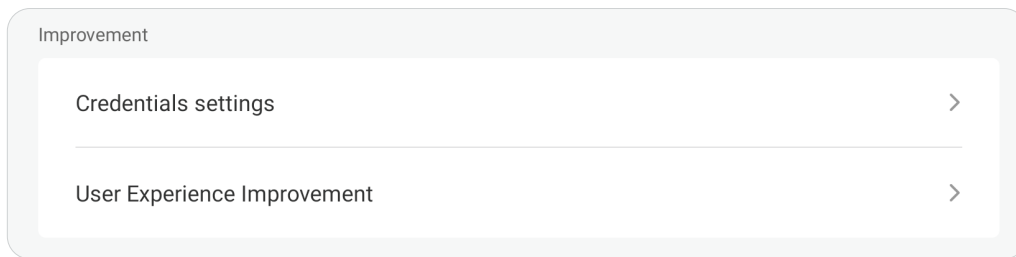 Improvement
Credentials settings
User Experience Improvement